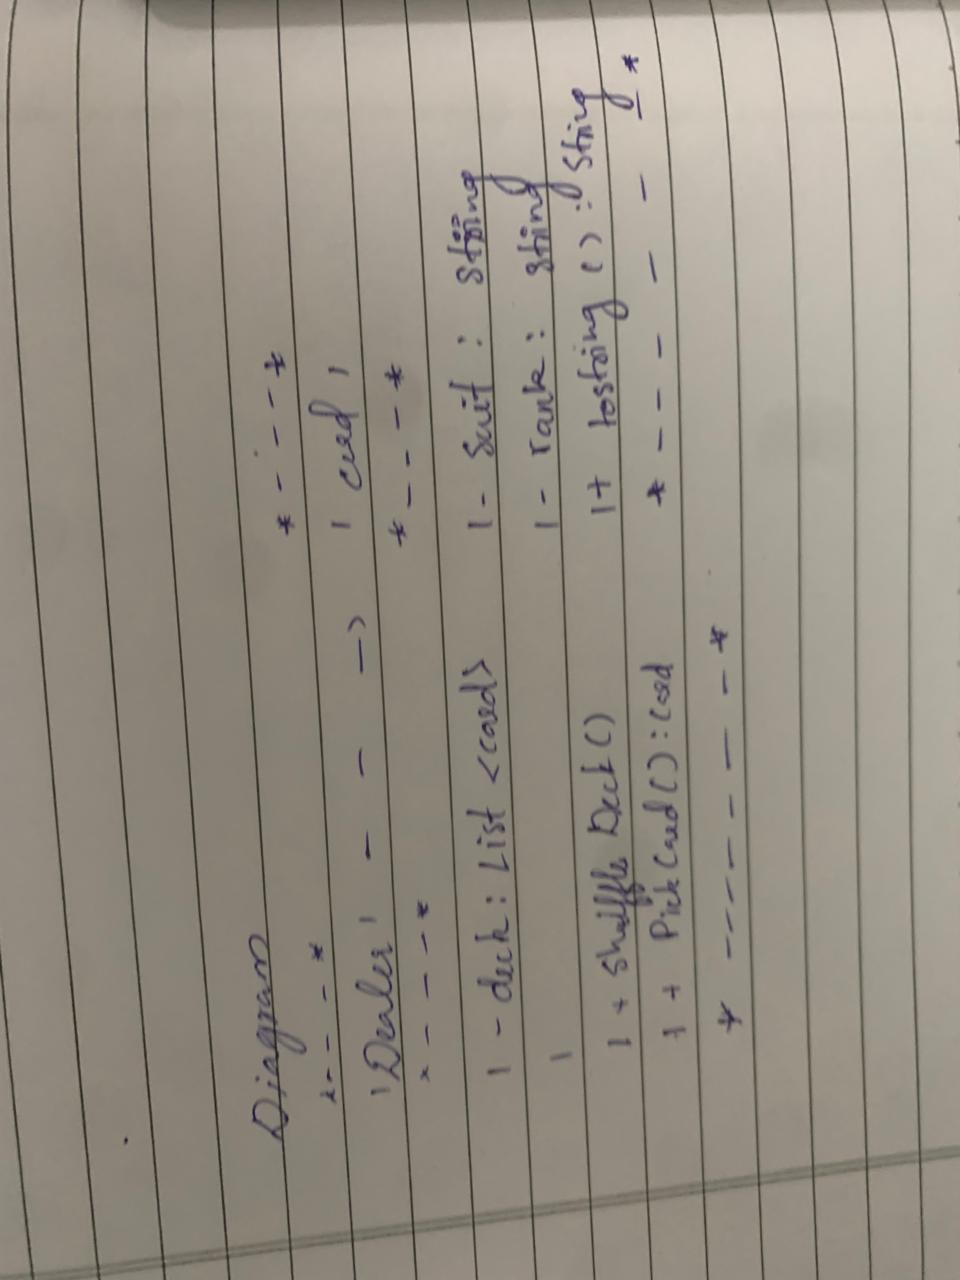 Diagram
*---* *---*
'Dealer' - - -> ' card '
*----* *---*
| - deck: List <card> | - Suit : string
| | - rank : string
| + shuffle Deck() | + tostring () : string
| + Pick Card () : Card *-------*
*-------*